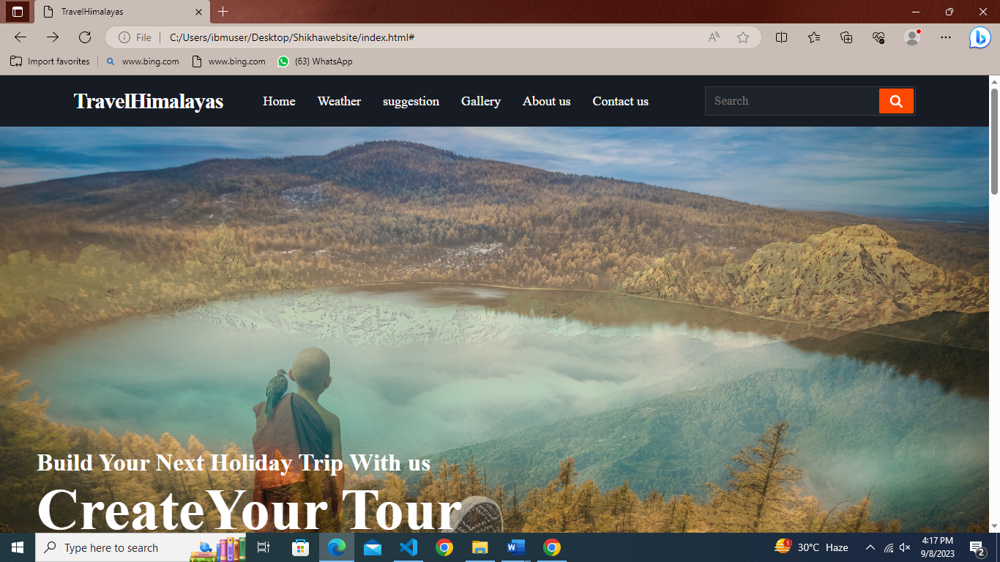 TravelHimalayas
File
C:/Users/ibmuser/Desktop/Shikhawebsite/index.html#
Import favorites
www.bing.com
www.bing.com
(63) WhatsApp
TravelHimalayas
Home
Weather
suggestion
Gallery
About us
Contact us
Search
Build Your Next Holiday Trip With us
CreateYour Tour
Type here to search
1
30°C Haze
4:17 PM
9/8/2023
2